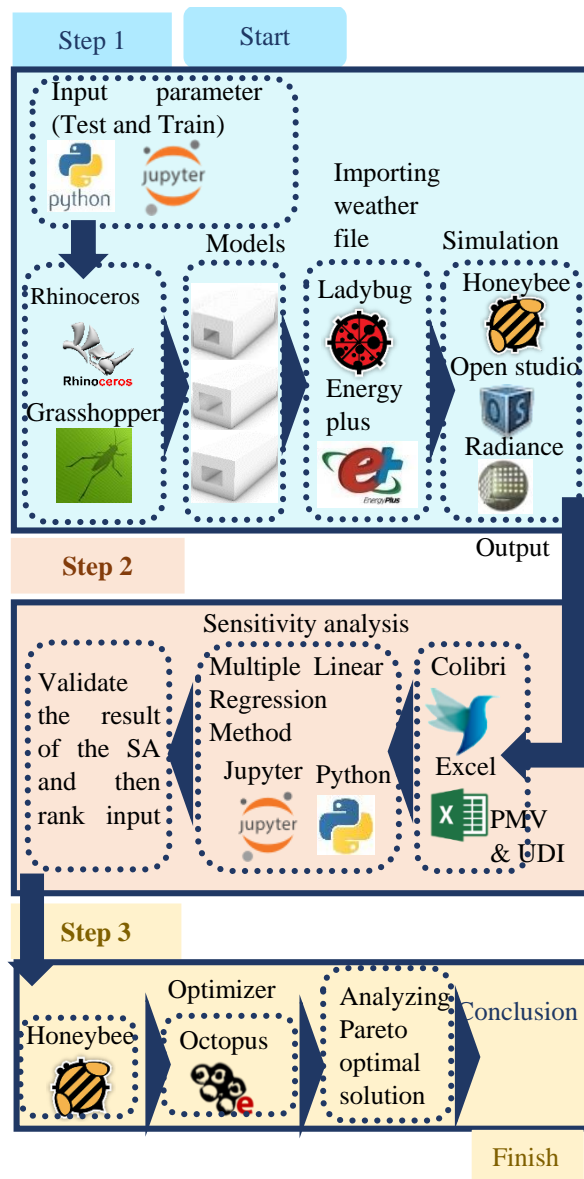 Step 1
Start
Input parameter
(Test and Train)
python
jupyter
Models
Importing
weather
file
Simulation
Rhinoceros
Rhinoceros
Grasshopper
Ladybug
Energy
plus
et
EnergyPlus
Honeybee
Open studio
OS
Radiance
Output
Step 2
Sensitivity analysis
Colibri
Excel
X
PMV
& UDI
Multiple Linear
Regression
Method
Jupyter
Python
jupyter
Validate
the result
of the SA
and then
rank input
Step 3
Honeybee
Optimizer
Octopus
e
Analyzing
Pareto
optimal
solution
Conclusion
Finish